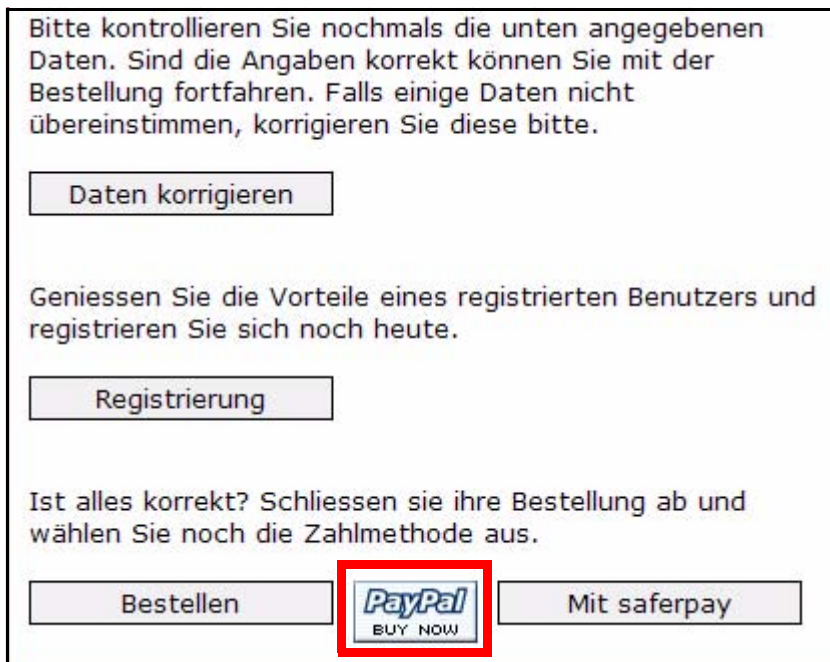 Bitte kontrollieren Sie nochmals die unten angegebenen
Daten. Sind die Angaben korrekt können Sie mit der
Bestellung fortfahren. Falls einige Daten nicht
übereinstimmen, korrigieren Sie diese bitte.
Daten korrigieren
Geniessen Sie die Vorteile eines registrierten Benutzers und
registrieren Sie sich noch heute.
Registrierung
Ist alles korrekt? Schliessen sie ihre Bestellung ab und
wählen Sie noch die Zahlmethode aus.
Bestellen
PayPal
BUY NOW
Mit saferpay